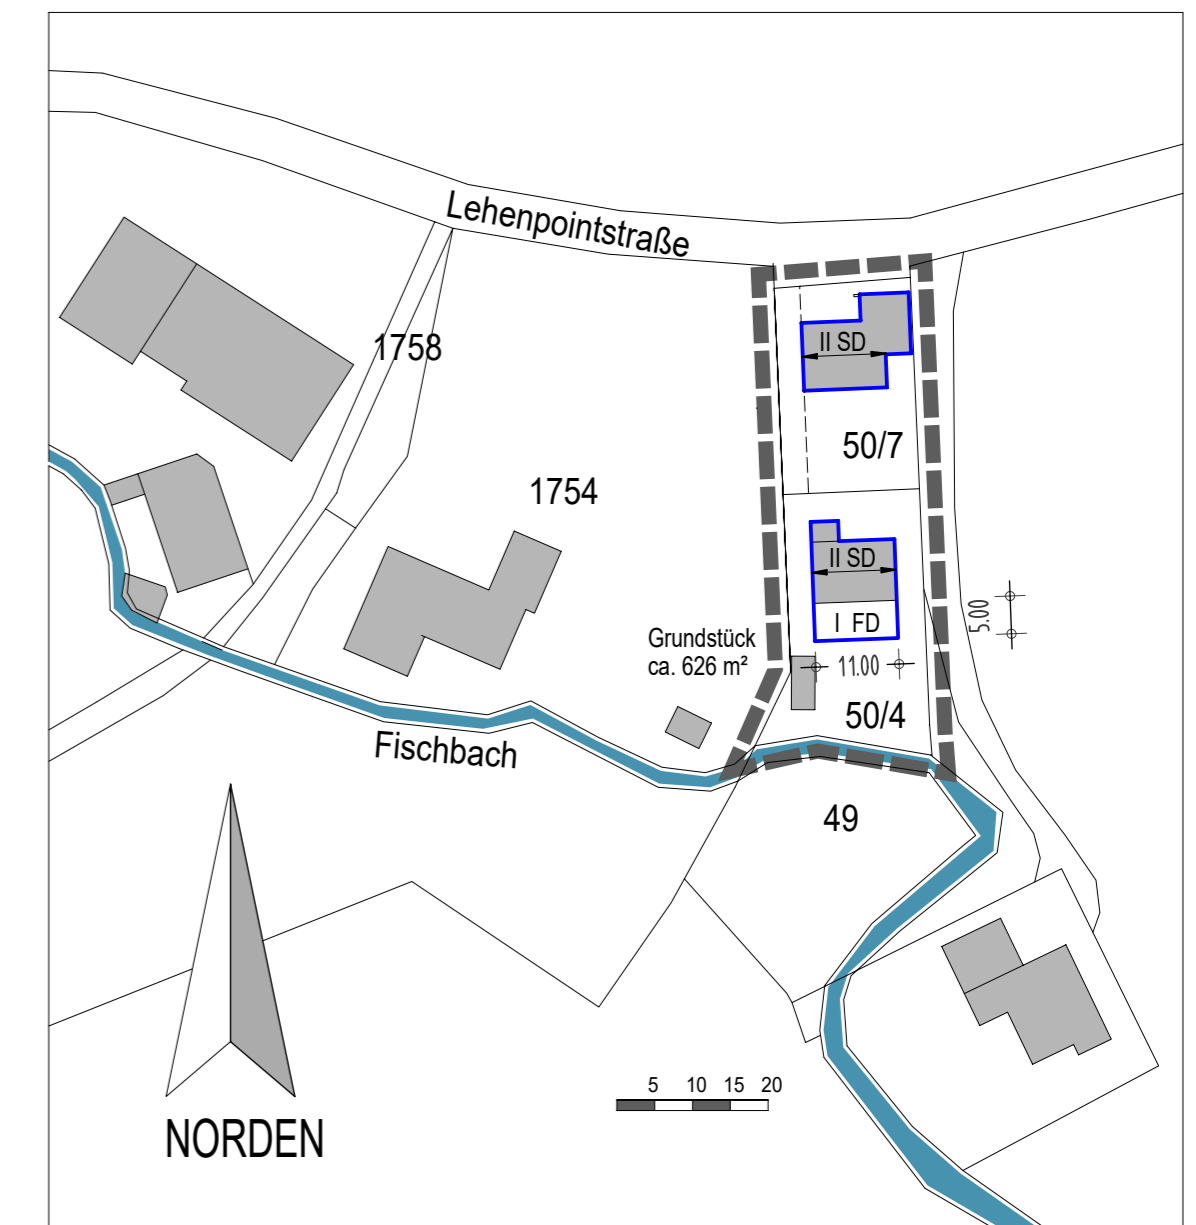 Lehenpointstraße
1758
II SD
50/7
1754
II SD
I FD
5.00
Grundstück
ca. 626 m²
11.00
50/4
Fischbach
49
5 10 15 20
NORDEN